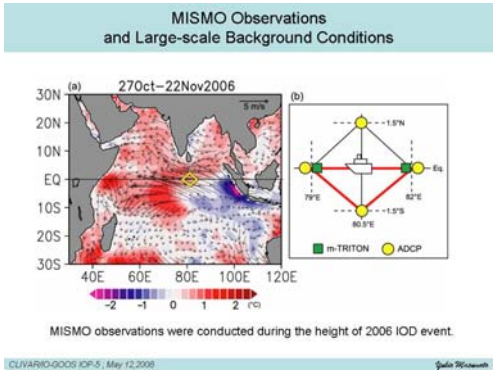 MISMO Observations
and Large-scale Background Conditions
(a) 27Oct-22Nov2006
5 m/s
30N
20N
10N
EQ
10S
20S
30S
40E 60E 80E 100E 120E
-2 -1 0 1 2 (°C)
(b)
1.5°N
Eq.
79°E 82°E
1.5°S
80.5°E
m-TRITON ADCP
MISMO observations were conducted during the height of 2006 IOD event.
CLIVAR/IO-GOOS IOP-5 ; May 12,2008
Yukio Masumoto